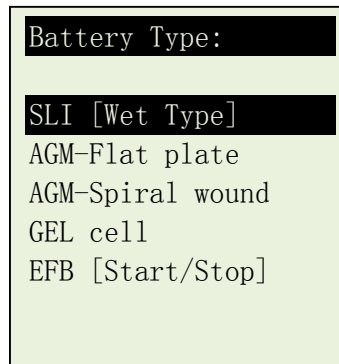 Battery Type:
SLI [Wet Type]
AGM-Flat plate
AGM-Spiral wound
GEL cell
EFB [Start/Stop]